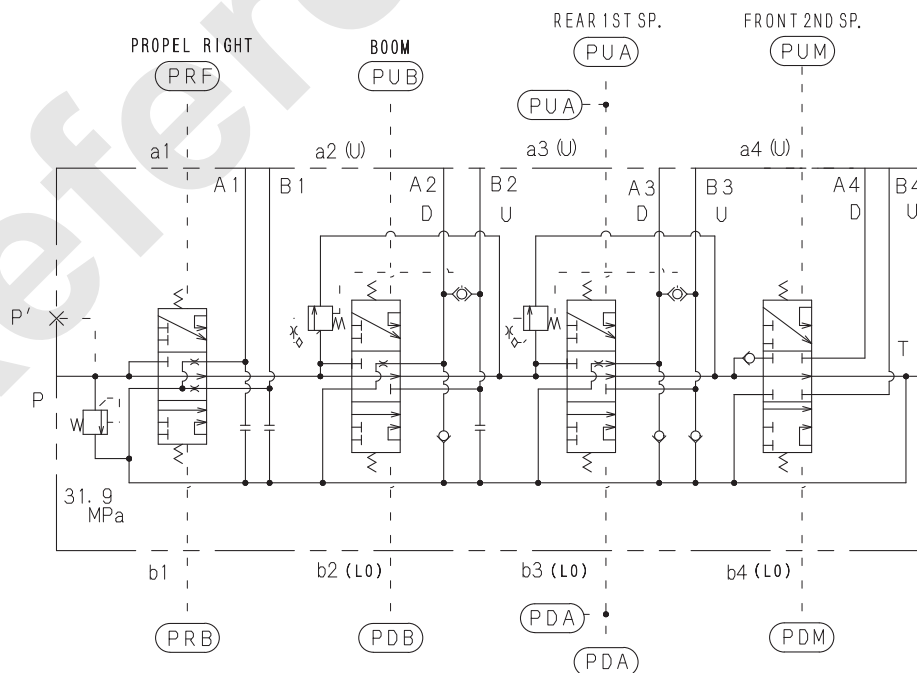 REAR 1ST SP.
FRONT 2ND SP.
PROPEL RIGHT
BOOM
PUA
PUM
PRF
PUB
PUA
a1
a2 (U)
a3 (U)
a4 (U)
A1
B1
A2
B2
A3
B3
A4
B4
D
U
D
U
D
U
P'
P
T
W
W
W
31.9
MPa
b1
b2 (LO)
b3 (LO)
b4 (LO)
PDA
PRB
PDB
PDA
PDM